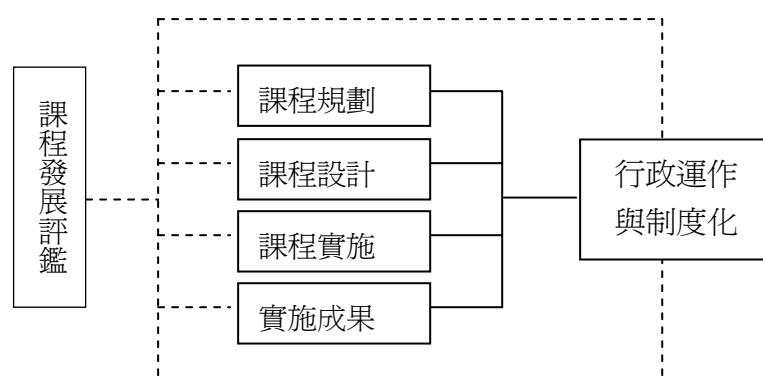 課程發展評鑑
課程規劃
課程設計
課程實施
實施成果
行政運作
與制度化